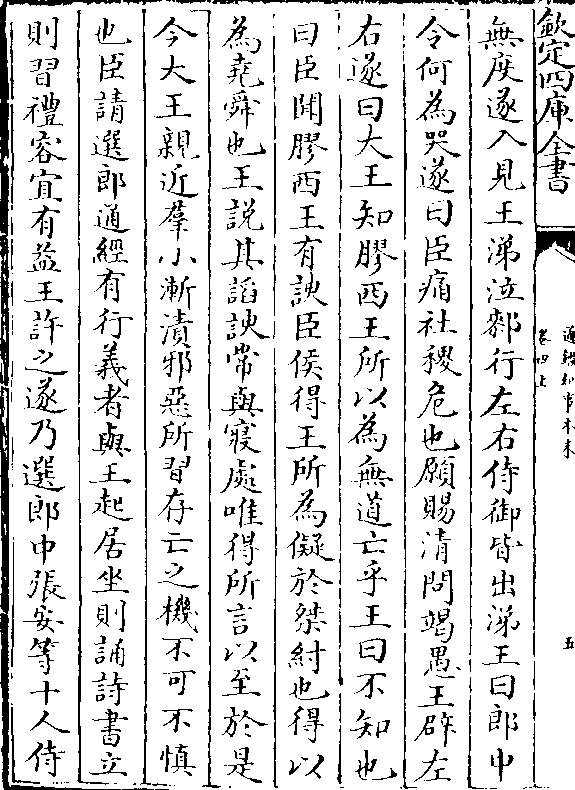 欽定四庫全書
通鑑紀事本末
卷四上
五
無度遂入見王涕泣厀行左右侍御皆出涕王曰郎中
令何為哭遂曰臣痛社稷危也願賜清閒竭愚王辟左
右遂曰大王知膠西王所以為無道亡乎王曰不知也
曰臣聞膠西王有諛臣侯得王所為儗於桀紂也得以
為堯舜也王說其諂諛常與寢處唯得所言以至於是
今大王親近羣小漸漬邪惡所習存亡之機不可不慎
也臣請選郎通經有行義者與王起居坐則誦詩書立
則習禮容宜有益王許之遂乃選郎中張安等十人侍